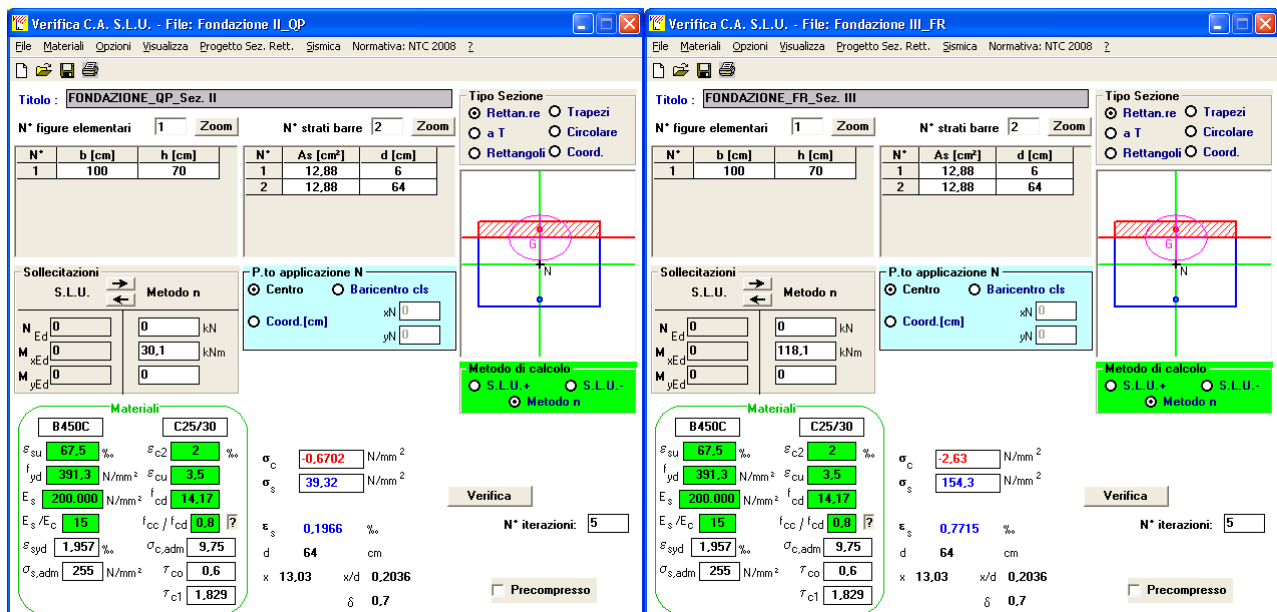 Verifica C.A. S.L.U. - File: Fondazione II_QP
File Materiali Opzioni Visualizza Progetto Sez. Rett. Sismica Normativa: NTC 2008 ?
Titolo : FONDAZIONE_QP_Sez. II
N° figure elementari 1 Zoom N° strati barre 2 Zoom
N° b [cm] h [cm]
1 100 70
N° As [cm²] d [cm]
1 12,88 6
2 12,88 64
Tipo Sezione
Rettan.re Trapezi
a T Circolare
Rettangoli Coord.
G
N
Sollecitazioni
S.L.U. Metodo n
N Ed 0 0 kN
M xEd 0 30,1 kNm
M yEd 0 0
P.to applicazione N
Centro Baricentro cls
Coord.[cm]
xN 0
yN 0
Metodo di calcolo
S.L.U.+ S.L.U.-
Metodo n
Materiali
B450C C25/30
εsu 67,5 ‰ εc2 2 ‰
fyd 391,3 N/mm² εcu 3,5
Es 200.000 N/mm² fcd 14,17
Es/Ec 15 fcc/fcd 0,8 ?
εsyd 1,957 ‰ σc,adm 9,75
σs,adm 255 N/mm² τco 0,6
τc1 1,829
σc -0,6702 N/mm²
σs 39,32 N/mm²
εs 0,1966 ‰
d 64 cm
x 13,03 x/d 0,2036
δ 0,7
Verifica
N° iterazioni: 5
Precompresso
Verifica C.A. S.L.U. - File: Fondazione III_FR
File Materiali Opzioni Visualizza Progetto Sez. Rett. Sismica Normativa: NTC 2008 ?
Titolo : FONDAZIONE_FR_Sez. III
N° figure elementari 1 Zoom N° strati barre 2 Zoom
N° b [cm] h [cm]
1 100 70
N° As [cm²] d [cm]
1 12,88 6
2 12,88 64
Tipo Sezione
Rettan.re Trapezi
a T Circolare
Rettangoli Coord.
G
N
Sollecitazioni
S.L.U. Metodo n
N Ed 0 0 kN
M xEd 0 118,1 kNm
M yEd 0 0
P.to applicazione N
Centro Baricentro cls
Coord.[cm]
xN 0
yN 0
Metodo di calcolo
S.L.U.+ S.L.U.-
Metodo n
Materiali
B450C C25/30
εsu 67,5 ‰ εc2 2 ‰
fyd 391,3 N/mm² εcu 3,5
Es 200.000 N/mm² fcd 14,17
Es/Ec 15 fcc/fcd 0,8 ?
εsyd 1,957 ‰ σc,adm 9,75
σs,adm 255 N/mm² τco 0,6
τc1 1,829
σc -2,63 N/mm²
σs 154,3 N/mm²
εs 0,7715 ‰
d 64 cm
x 13,03 x/d 0,2036
δ 0,7
Verifica
N° iterazioni: 5
Precompresso